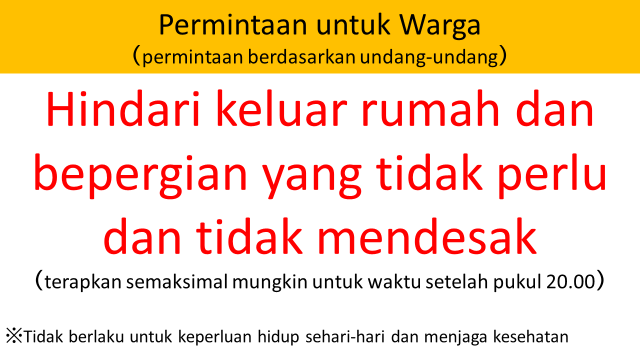 Permintaan untuk Warga
（permintaan berdasarkan undang-undang）
Hindari keluar rumah dan
bepergian yang tidak perlu
dan tidak mendesak
（terapkan semaksimal mungkin untuk waktu setelah pukul 20.00）
※Tidak berlaku untuk keperluan hidup sehari-hari dan menjaga kesehatan